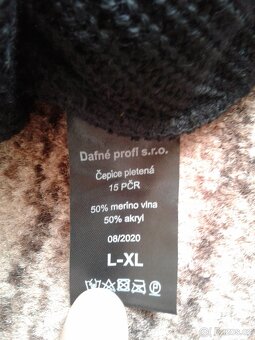 Dafné profi s.r.o.
Čepice pletená
15 PČR
50% merino vlna
50% akryl
08/2020
L-XL